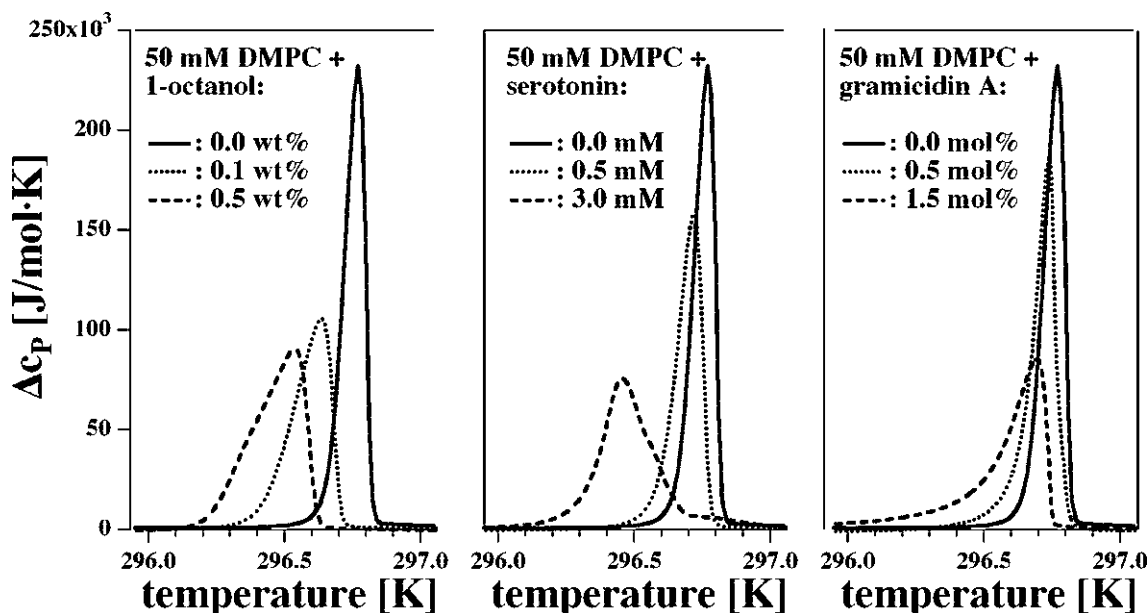 250x10³
200
150
100
50
0
Δc_P [J/mol·K]
50 mM DMPC +
1-octanol:
: 0.0 wt%
: 0.1 wt%
: 0.5 wt%
296.0
296.5
297.0
temperature [K]
50 mM DMPC +
serotonin:
: 0.0 mM
: 0.5 mM
: 3.0 mM
296.0
296.5
297.0
temperature [K]
50 mM DMPC +
gramicidin A:
: 0.0 mol%
: 0.5 mol%
: 1.5 mol%
296.0
296.5
297.0
temperature [K]